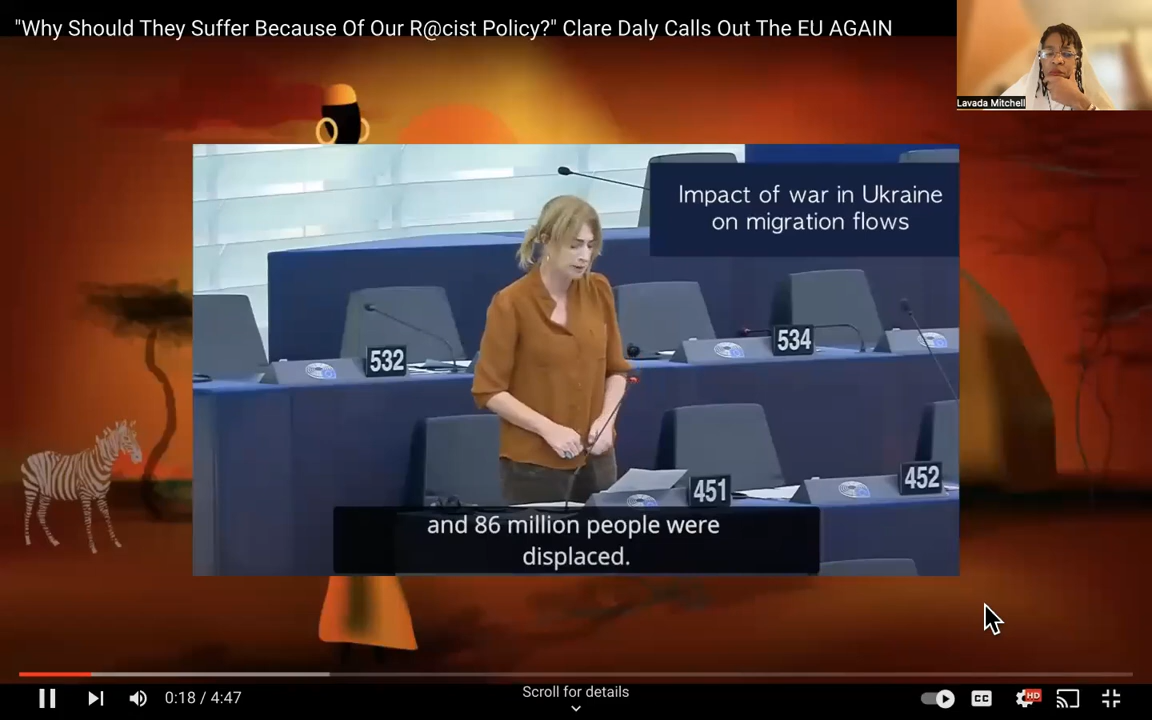 "Why Should They Suffer Because Of Our R@cist Policy?" Clare Daly Calls Out The EU AGAIN
Lavada Mitchell
Impact of war in Ukraine
on migration flows
532
534
451
452
and 86 million people were
displaced.
0:18 / 4:47
Scroll for details
CC
HD